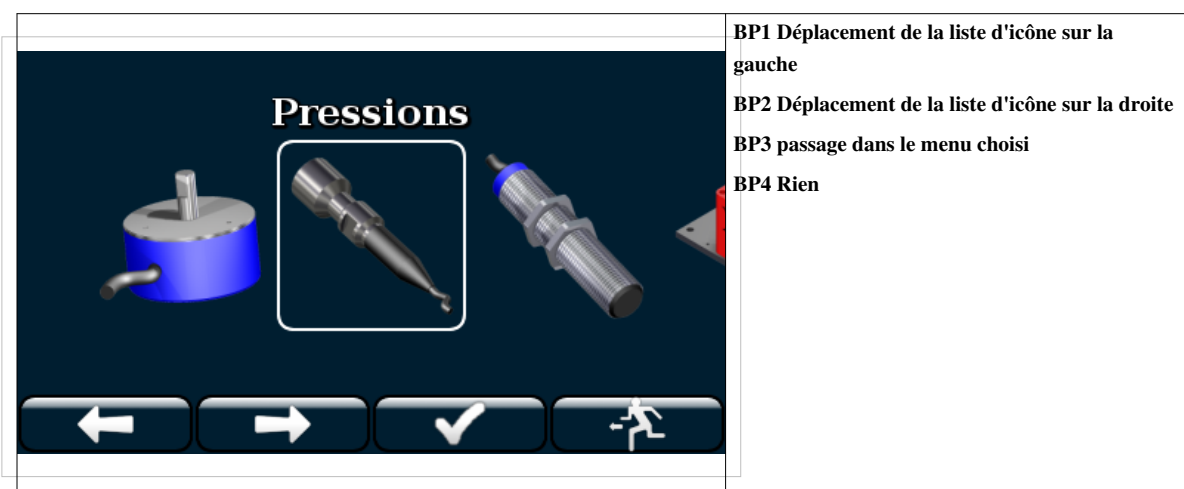 Pressions
BP1 Déplacement de la liste d'icône sur la
gauche
BP2 Déplacement de la liste d'icône sur la droite
BP3 passage dans le menu choisi
BP4 Rien